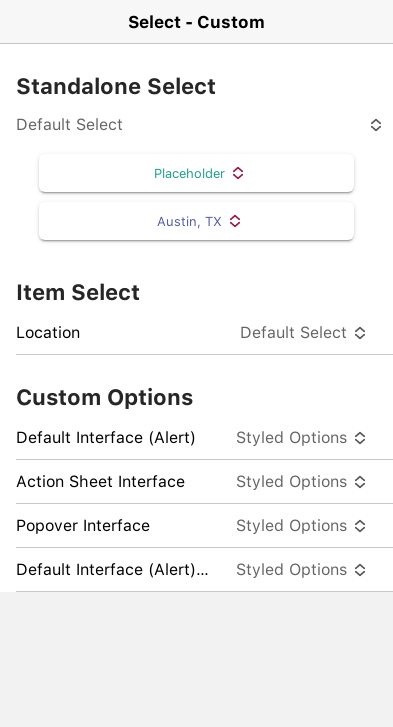 Select - Custom
Standalone Select
Default Select
Placeholder
Austin, TX
Item Select
Location Default Select
Custom Options
Default Interface (Alert) Styled Options
Action Sheet Interface Styled Options
Popover Interface Styled Options
Default Interface (Alert)... Styled Options